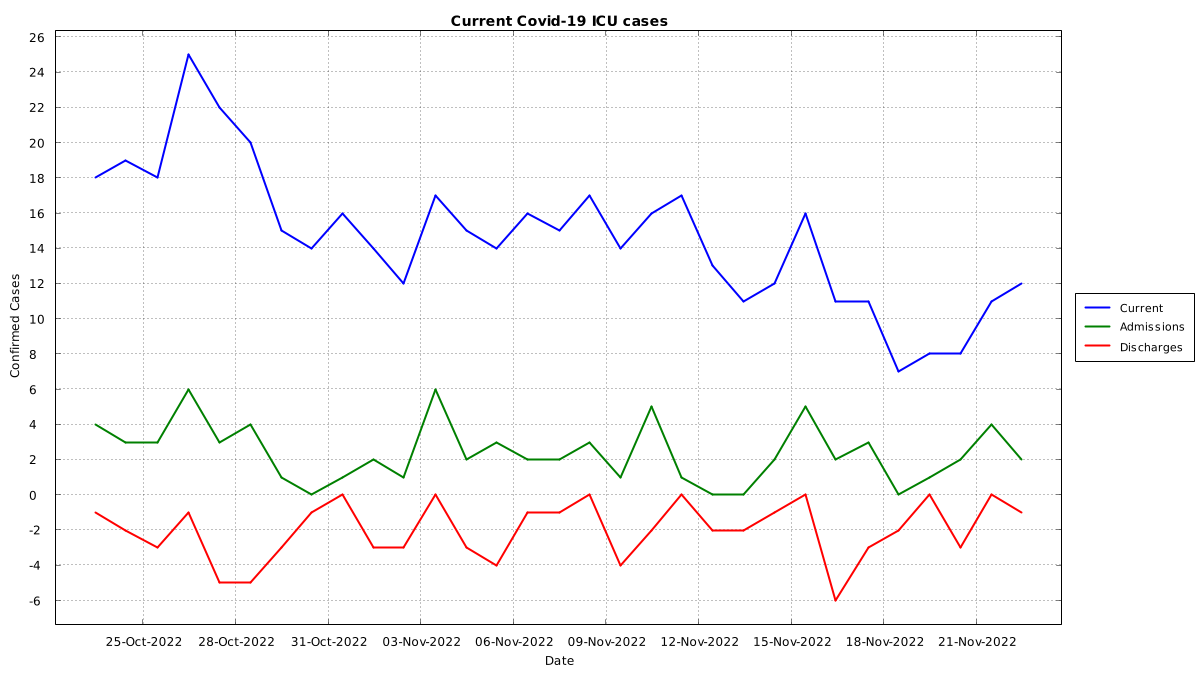 Current Covid-19 ICU cases
26
24
22
20
18
16
14
12
10
8
6
4
2
0
-2
-4
-6
Confirmed Cases
25-Oct-2022 28-Oct-2022 31-Oct-2022 03-Nov-2022 06-Nov-2022 09-Nov-2022 12-Nov-2022 15-Nov-2022 18-Nov-2022 21-Nov-2022
Date
Current
Admissions
Discharges